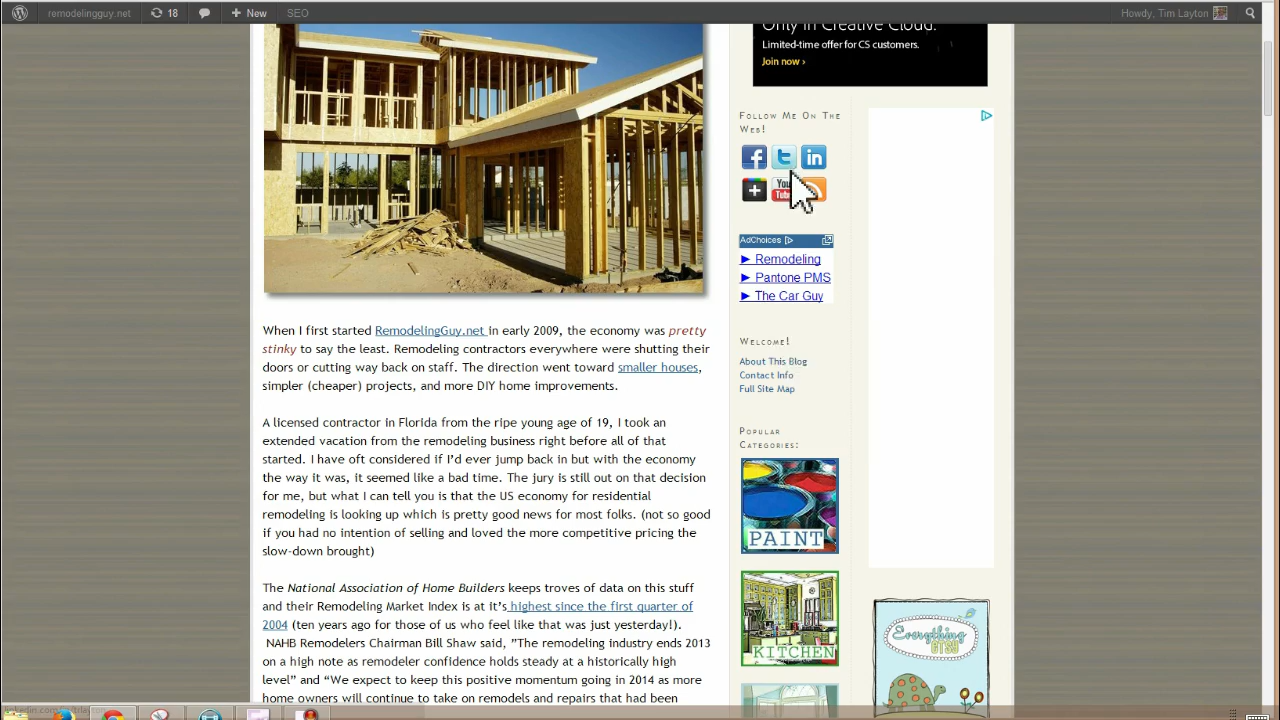 remodelingguy.net
18
New
SEO
Howdy, Tim Layton
Only in Creative Cloud.
Limited-time offer for CS customers.
Join now ›
Follow Me On The
Web!
You
Tube
AdChoices
► Remodeling
► Pantone PMS
► The Car Guy
Welcome!
About This Blog
Contact Info
Full Site Map
Popular
Categories:
PAINT
KITCHEN
Everything
ETSY
When I first started RemodelingGuy.net in early 2009, the economy was pretty
stinky to say the least. Remodeling contractors everywhere were shutting their
doors or cutting way back on staff. The direction went toward smaller houses,
simpler (cheaper) projects, and more DIY home improvements.
A licensed contractor in Florida from the ripe young age of 19, I took an
extended vacation from the remodeling business right before all of that
started. I have oft considered if I’d ever jump back in but with the economy
the way it was, it seemed like a bad time. The jury is still out on that decision
for me, but what I can tell you is that the US economy for residential
remodeling is looking up which is pretty good news for most folks. (not so good
if you had no intention of selling and loved the more competitive pricing the
slow-down brought)
The National Association of Home Builders keeps troves of data on this stuff
and their Remodeling Market Index is at it’s highest since the first quarter of
2004 (ten years ago for those of us who feel like that was just yesterday!).
NAHB Remodelers Chairman Bill Shaw said, ”The remodeling industry ends 2013
on a high note as remodeler confidence holds steady at a historically high
level” and “We expect to keep this positive momentum going in 2014 as more
home owners will continue to take on remodels and repairs that had been